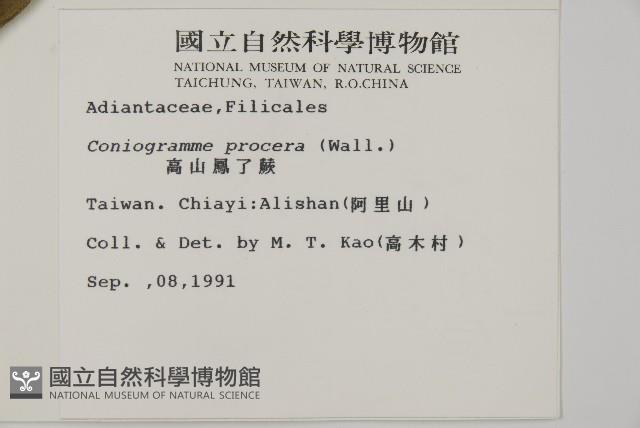 國立自然科學博物館
NATIONAL MUSEUM OF NATURAL SCIENCE
TAICHUNG, TAIWAN, R.O.CHINA
Adiantaceae,Filicales
Coniogramme procera (Wall.)
高山鳳了蕨
Taiwan. Chiayi:Alishan(阿里山)
Coll. & Det. by M. T. Kao(高木村)
Sep. ,08,1991
國立自然科學博物館
NATIONAL MUSEUM OF NATURAL SCIENCE